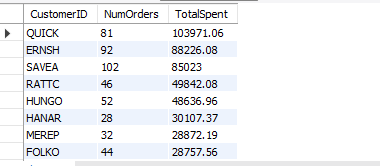 CustomerID NumOrders TotalSpent
QUICK 81 103971.06
ERNSH 92 88226.08
SAVEA 102 85023
RATTC 46 49842.08
HUNGO 52 48636.96
HANAR 28 30107.37
MEREP 32 28872.19
FOLKO 44 28757.56